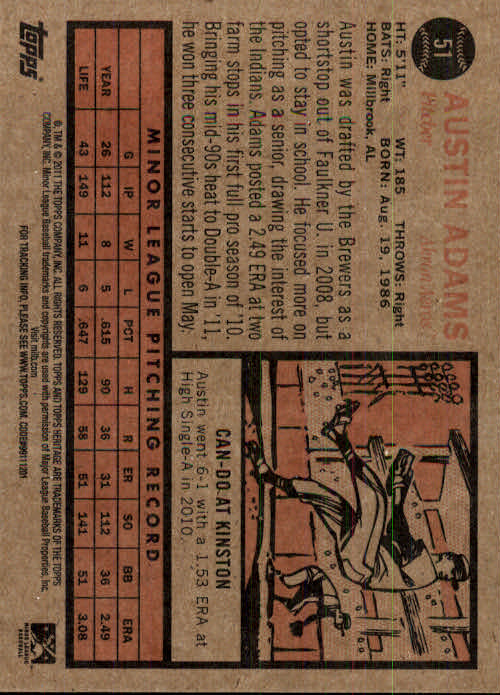 51
AUSTIN ADAMS
Pitcher
HT: 5'11" WT: 185 THROWS: Right
BATS: Right BORN: Aug. 19, 1986
HOME: Millbrook, AL
Austin was drafted by the Brewers as a
shortstop out of Faulkner U. in 2008, but
opted to stay in school. He focused more on
pitching as a senior, drawing the interest of
the Indians. Adams posted a 2.49 ERA at two
farm stops in his first full pro season of '10.
Bringing his mid-90s heat to Double-A in '11,
he won three consecutive starts to open May.
CAN-DO AT KINSTON
Austin went 6-1 with a 1.53 ERA at
High Single-A in 2010.
MINOR LEAGUE PITCHING RECORD
G IP W L PCT H R ER SO BB ERA
YEAR 26 112 8 5 .615 90 36 31 112 36 2.49
LIFE 43 149 11 6 .647 129 58 51 141 51 3.08
topps
®, TM & © 2011 THE TOPPS COMPANY, INC. ALL RIGHTS RESERVED. TOPPS AND TOPPS HERITAGE ARE TRADEMARKS OF THE TOPPS
COMPANY, INC. Minor League Baseball trademarks and copyrights are used with permission of Major League Baseball Properties, Inc.
Visit milb.com
FOR TRACKING INFO, PLEASE SEE WWW.TOPPS.COM. CODE#9911201
MINOR LEAGUE
BASEBALL